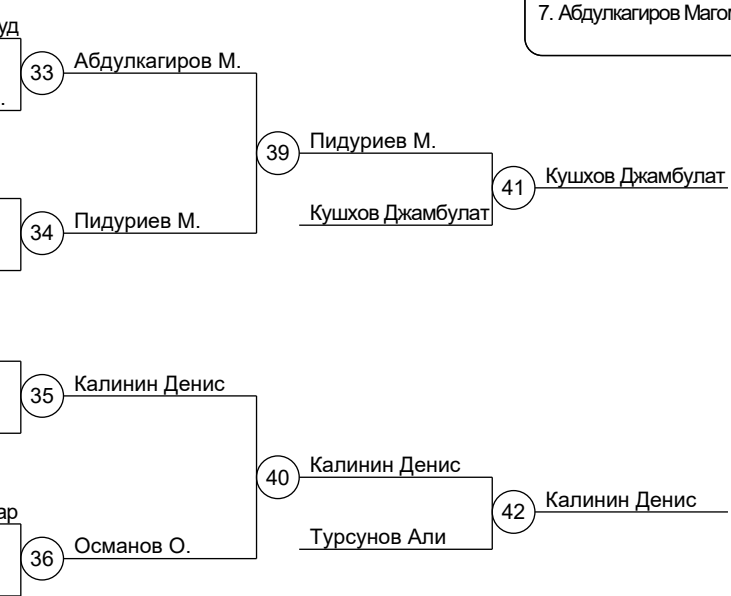 7. Абдулкагиров
33
Абдулкагиров М.
39
Пидуриев М.
41
Кушхов Джамбулат
Кушхов Джамбулат
34
Пидуриев М.
35
Калинин Денис
40
Калинин Денис
42
Калинин Денис
Турсунов Али
36
Османов О.